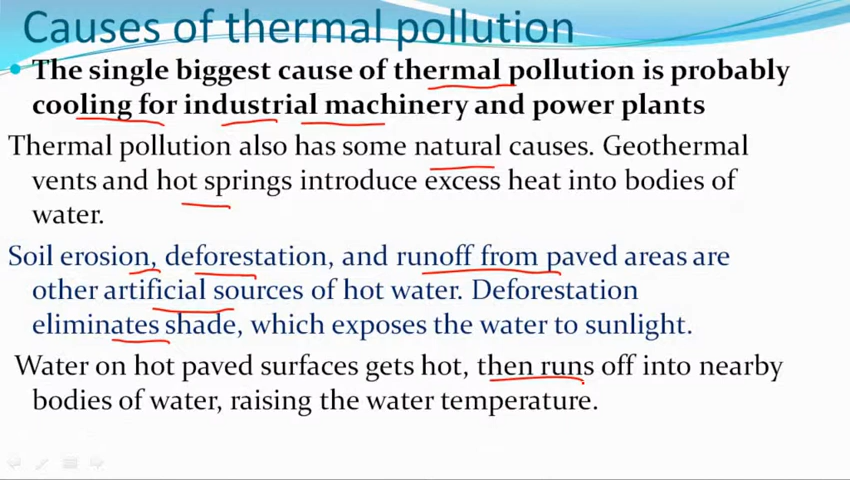 Causes of thermal pollution
• The single biggest cause of thermal pollution is probably
cooling for industrial machinery and power plants
Thermal pollution also has some natural causes. Geothermal
vents and hot springs introduce excess heat into bodies of
water.
Soil erosion, deforestation, and runoff from paved areas are
other artificial sources of hot water. Deforestation
eliminates shade, which exposes the water to sunlight.
Water on hot paved surfaces gets hot, then runs off into nearby
bodies of water, raising the water temperature.